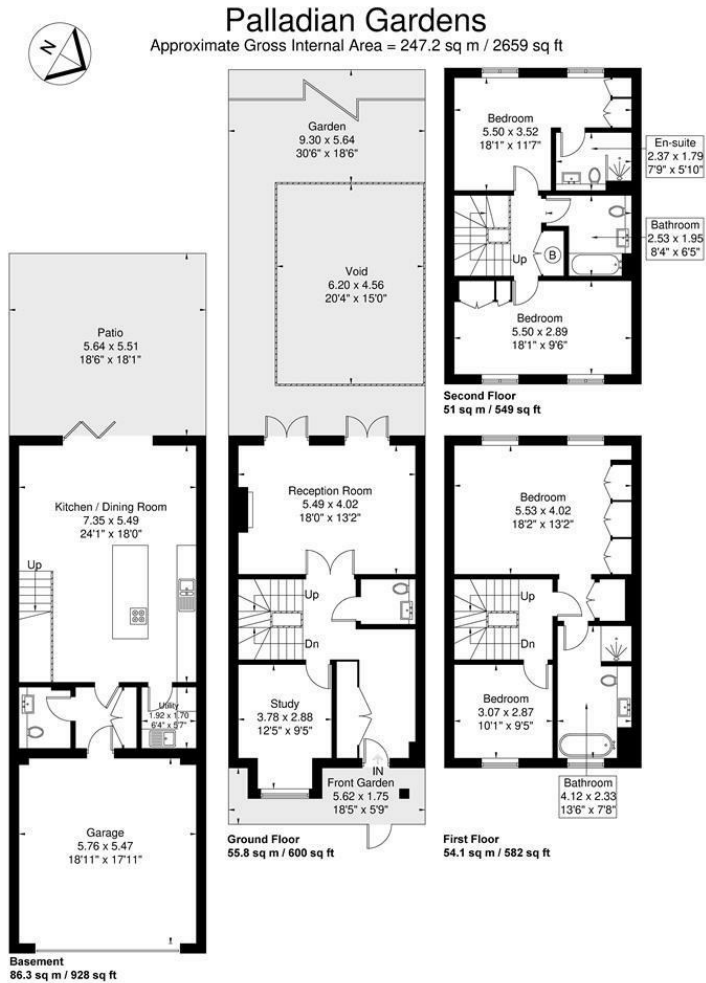 Palladian Gardens
Approximate Gross Internal Area = 247.2 sq m / 2659 sq ft
N
Patio
5.64 x 5.51
18'6" x 18'1"
Kitchen / Dining Room
7.35 x 5.49
24'1" x 18'0"
Up
Utility
1.92 x 1.70
6'4" x 5'7"
Garage
5.76 x 5.47
18'11" x 17'11"
Basement
86.3 sq m / 928 sq ft
Garden
9.30 x 5.64
30'6" x 18'6"
Void
6.20 x 4.56
20'4" x 15'0"
Reception Room
5.49 x 4.02
18'0" x 13'2"
Up
Dn
Study
3.78 x 2.88
12'5" x 9'5"
IN
Front Garden
5.62 x 1.75
18'5" x 5'9"
Ground Floor
55.8 sq m / 600 sq ft
Bedroom
5.50 x 3.52
18'1" x 11'7"
En-suite
2.37 x 1.79
7'9" x 5'10"
Bathroom
2.53 x 1.95
8'4" x 6'5"
Up
B
Bedroom
5.50 x 2.89
18'1" x 9'6"
Second Floor
51 sq m / 549 sq ft
Bedroom
5.53 x 4.02
18'2" x 13'2"
Up
Dn
Bedroom
3.07 x 2.87
10'1" x 9'5"
Bathroom
4.12 x 2.33
13'6" x 7'8"
First Floor
54.1 sq m / 582 sq ft